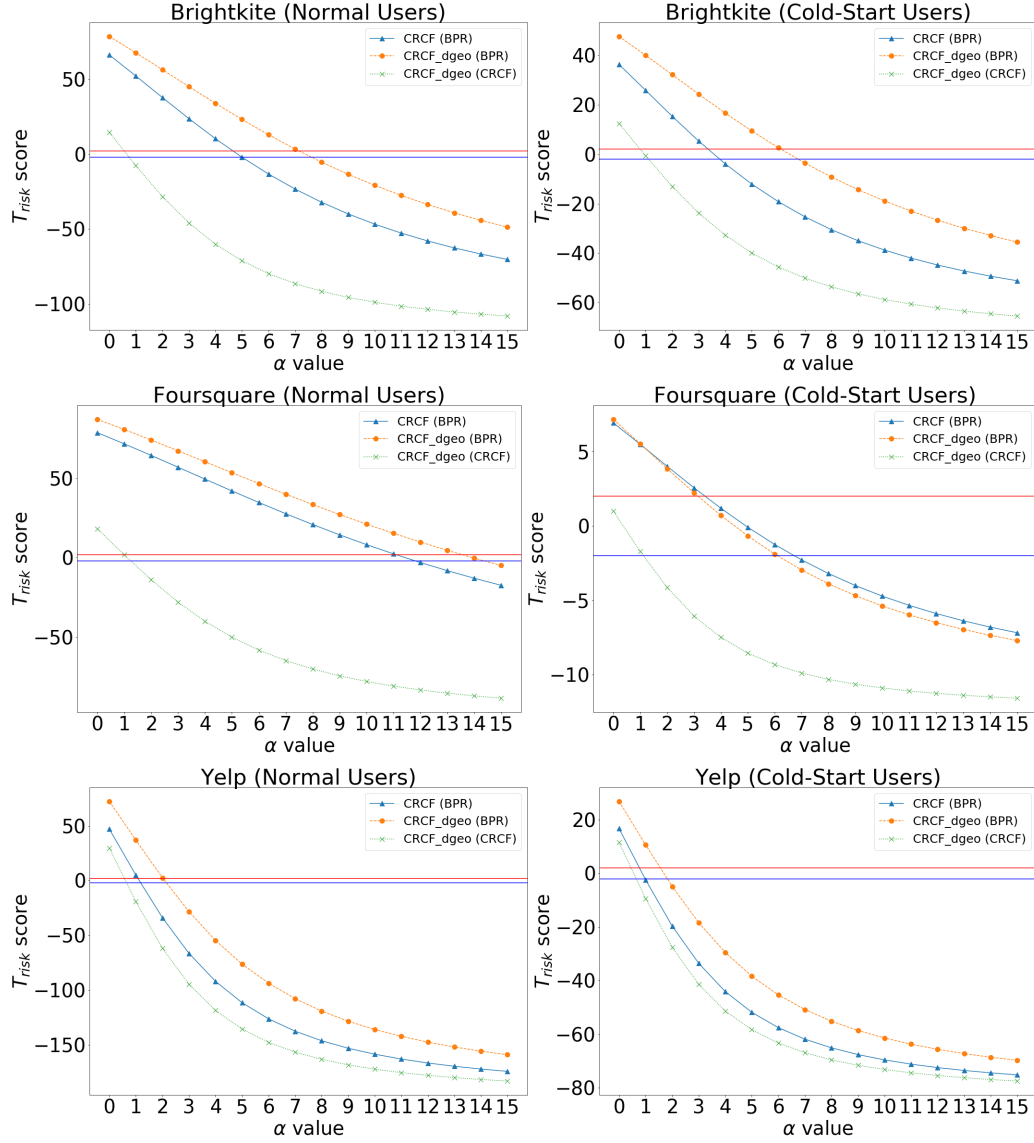 Brightkite (Normal Users)
CRCF (BPR)
CRCF_dgeo (BPR)
CRCF_dgeo (CRCF)
50
0
−50
−100
T_risk score
0 1 2 3 4 5 6 7 8 9 10 11 12 13 14 15
α value
Brightkite (Cold-Start Users)
CRCF (BPR)
CRCF_dgeo (BPR)
CRCF_dgeo (CRCF)
40
20
0
−20
−40
−60
T_risk score
0 1 2 3 4 5 6 7 8 9 10 11 12 13 14 15
α value
Foursquare (Normal Users)
CRCF (BPR)
CRCF_dgeo (BPR)
CRCF_dgeo (CRCF)
50
0
−50
T_risk score
0 1 2 3 4 5 6 7 8 9 10 11 12 13 14 15
α value
Foursquare (Cold-Start Users)
CRCF (BPR)
CRCF_dgeo (BPR)
CRCF_dgeo (CRCF)
5
0
−5
−10
T_risk score
0 1 2 3 4 5 6 7 8 9 10 11 12 13 14 15
α value
Yelp (Normal Users)
CRCF (BPR)
CRCF_dgeo (BPR)
CRCF_dgeo (CRCF)
50
0
−50
−100
−150
T_risk score
0 1 2 3 4 5 6 7 8 9 10 11 12 13 14 15
α value
Yelp (Cold-Start Users)
CRCF (BPR)
CRCF_dgeo (BPR)
CRCF_dgeo (CRCF)
20
0
−20
−40
−60
−80
T_risk score
0 1 2 3 4 5 6 7 8 9 10 11 12 13 14 15
α value